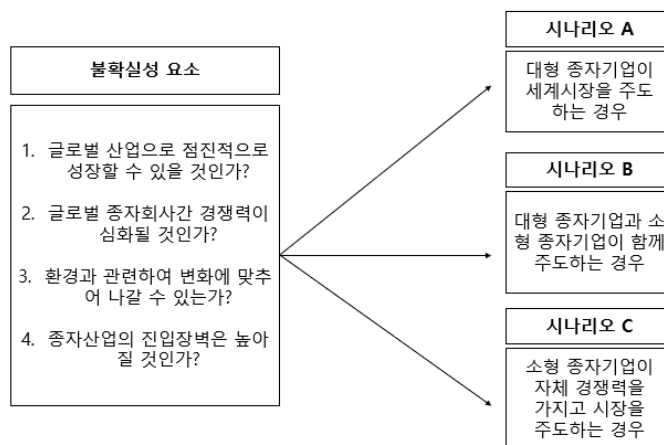 불확실성 요소
1. 글로벌 산업으로 점진적으로
성장할 수 있을 것인가?
2. 글로벌 종자회사간 경쟁력이
심화될 것인가?
3. 환경과 관련하여 변화에 맞추
어 나갈 수 있는가?
4. 종자산업의 진입장벽은 높아
질 것인가?
시나리오 A
대형 종자기업이
세계시장을 주도
하는 경우
시나리오 B
대형 종자기업과 소
형 종자기업이 함께
주도하는 경우
시나리오 C
소형 종자기업이
자체 경쟁력을
가지고 시장을
주도하는 경우